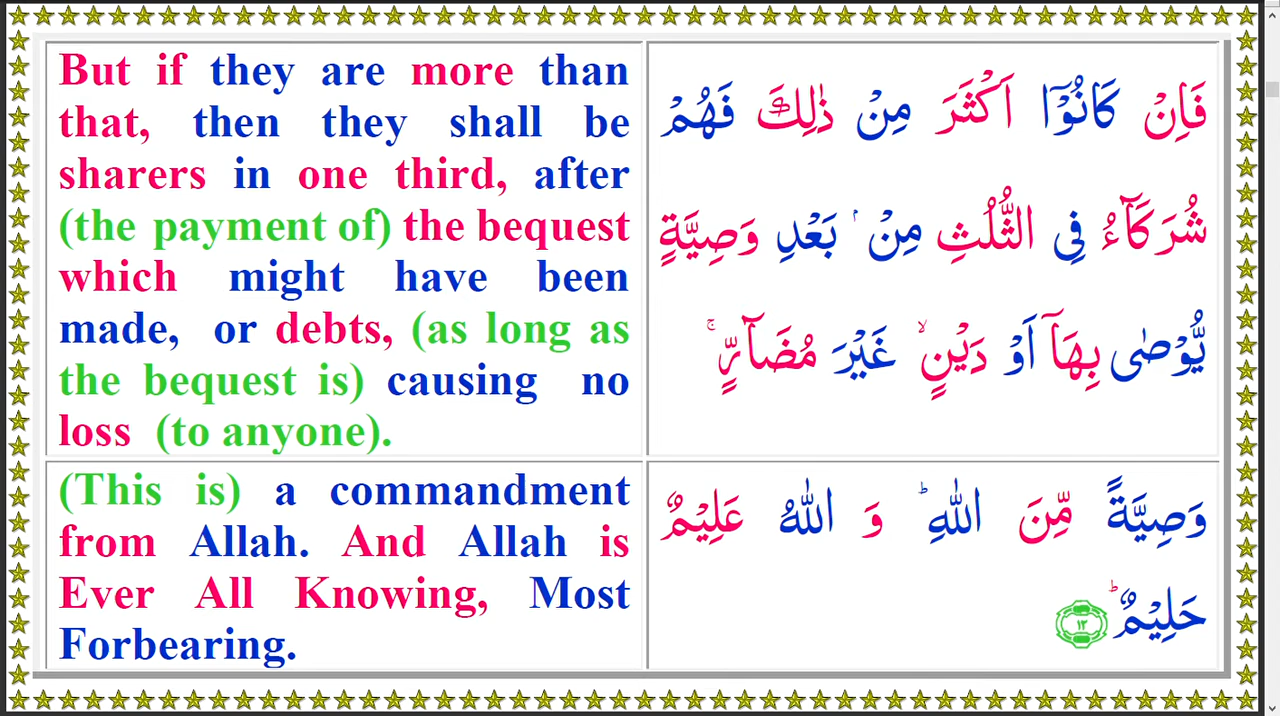 But if they are more than
that, then they shall be
sharers in one third, after
(the payment of) the bequest
which might have been
made, or debts, (as long as
the bequest is) causing no
loss (to anyone).
فَاِنْ كَانُوْٓا اَكْثَرَ مِنْ ذٰلِكَ فَهُمْ
شُرَكَآءُ فِى الثُّلُثِ مِنْۢ بَعْدِ وَصِيَّةٍ
يُّوْصٰى بِهَآ اَوْ دَيْنٍۙ غَيْرَ مُضَآرٍّۚ
(This is) a commandment
from Allah. And Allah is
Ever All Knowing, Most
Forbearing.
وَصِيَّةً مِّنَ اللّٰهِؕ وَ اللّٰهُ عَلِيْمٌ
حَلِيْمٌؕ ١٢